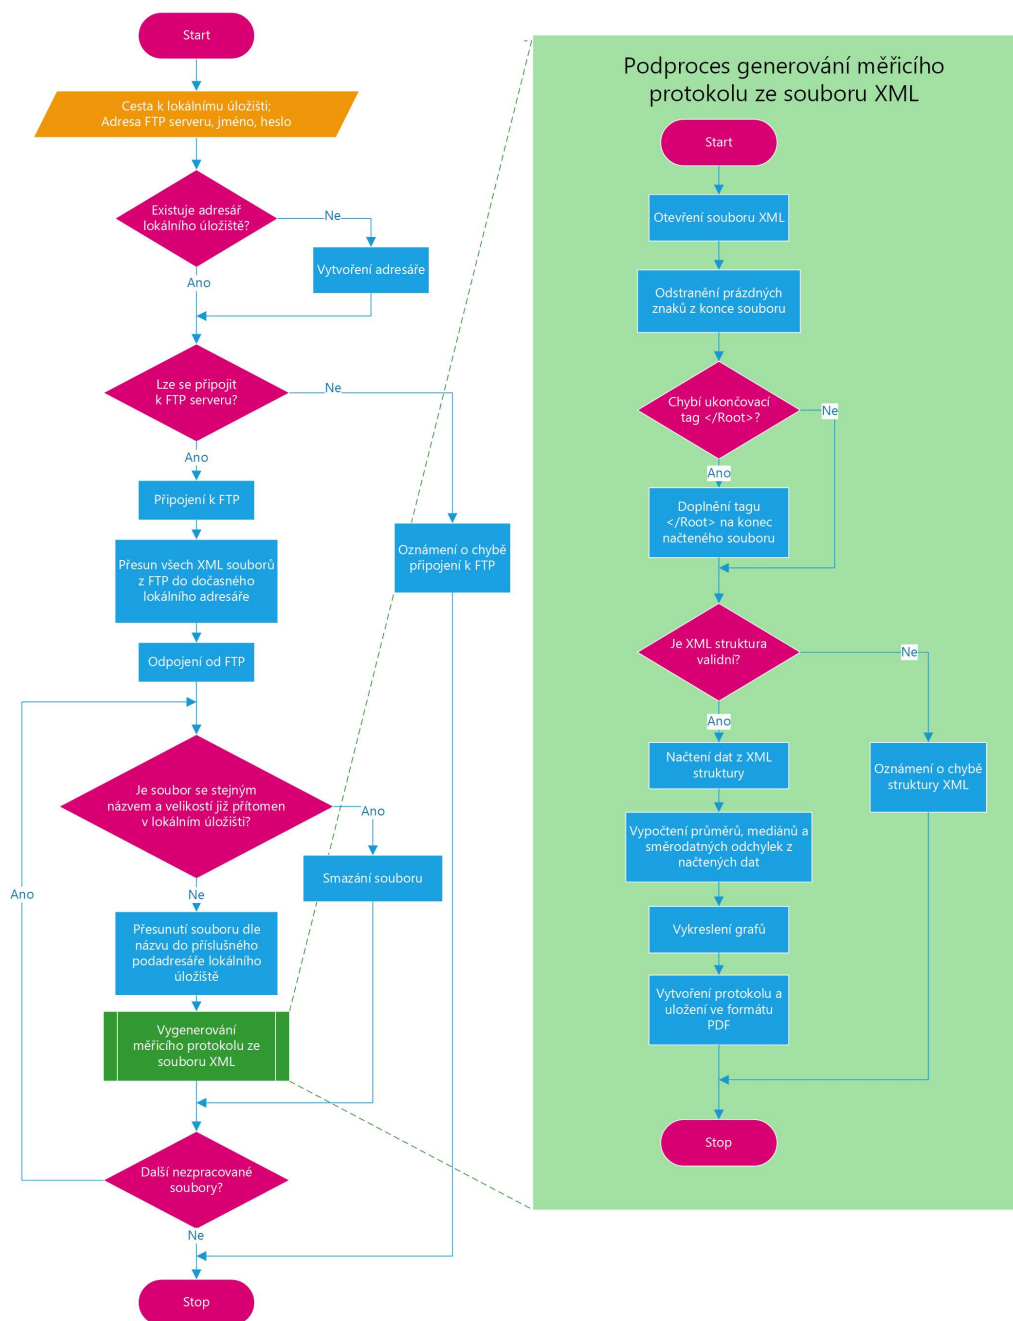 Start
Cesta k lokálnímu úložišti;
Adresa FTP serveru, jméno, heslo
Existuje adresář
lokálního úložiště?
Ne
Vytvoření adresáře
Ano
Lze se připojit
k FTP serveru?
Ne
Ano
Připojení k FTP
Oznámení o chybě
připojení k FTP
Přesun všech XML souborů
z FTP do dočasného
lokálního adresáře
Odpojení od FTP
Je soubor se stejným
názvem a velikostí již přítomen
v lokálním úložišti?
Ano
Smazání souboru
Ne
Ano
Přesunutí souboru dle
názvu do příslušného
podadresáře lokálního
úložiště
Vygenerování
měřicího protokolu ze
souboru XML
Další nezpracované
soubory?
Ne
Stop
Podproces generování měřicího
protokolu ze souboru XML
Start
Otevření souboru XML
Odstranění prázdných
znaků z konce souboru
Chybí ukončovací
tag </Root>?
Ne
Ano
Doplnění tagu
</Root> na konec
načteného souboru
Je XML struktura
validní?
Ne
Ano
Načtení dat z XML
struktury
Oznámení o chybě
struktury XML
Vypočtení průměrů, mediánů a
směrodatných odchylek z
načtených dat
Vykreslení grafů
Vytvoření protokolu a
uložení ve formátu
PDF
Stop